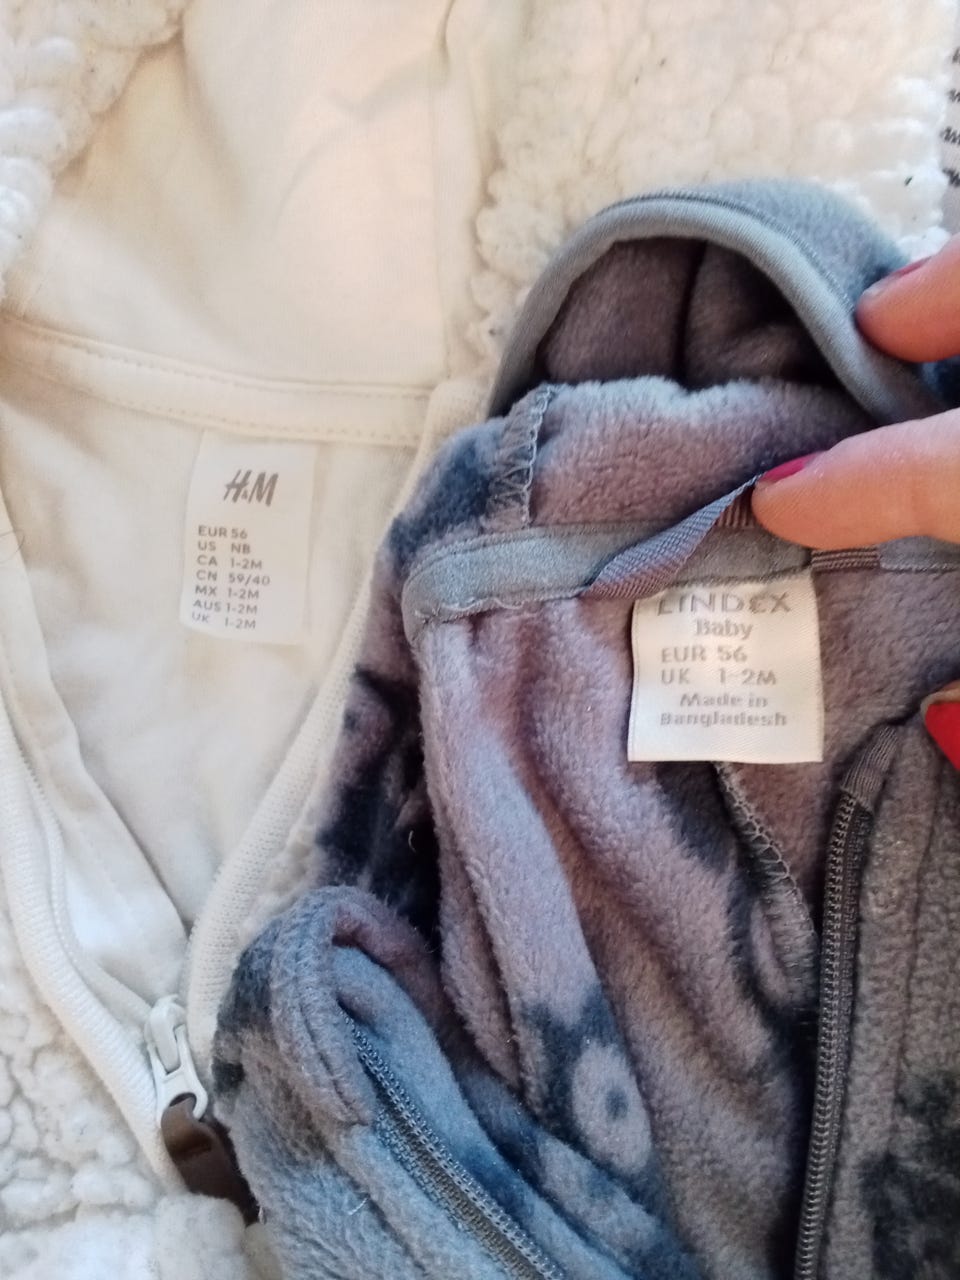 H&M
EUR 56
US NB
CA 1-2M
CN 59/40
MX 1-2M
AUS 1-2M
UK 1-2M
LINDEX
Baby
EUR 56
UK 1-2M
Made in
Bangladesh